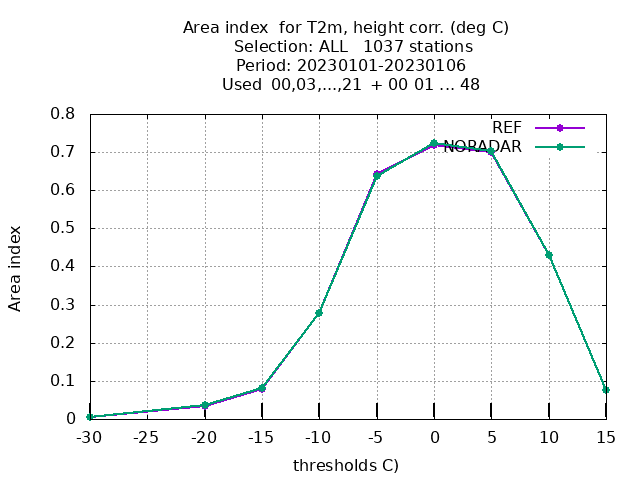 Area index  for T2m, height corr. (deg C)
Selection: ALL   1037 stations
Period: 20230101-20230106
Used  00,03,...,21  + 00 01 ... 48
REF
NORADAR
0.8
0.7
0.6
0.5
0.4
0.3
0.2
0.1
0
Area index
-30 -25 -20 -15 -10 -5 0 5 10 15
thresholds C)